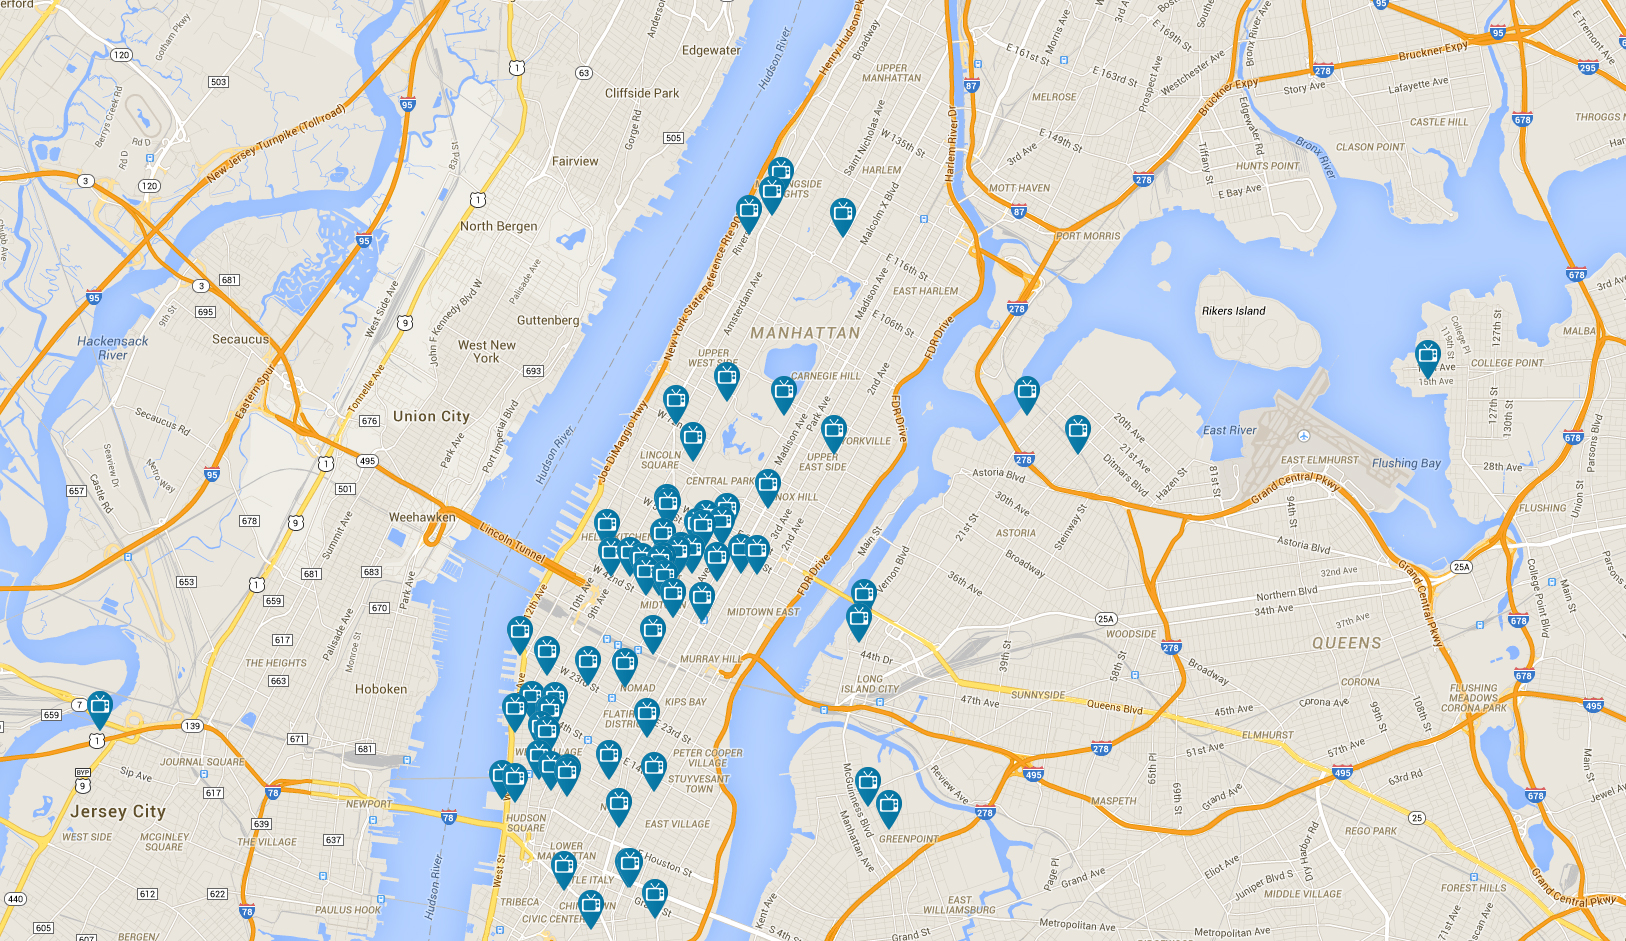 Gotham Pkwy
120
503
Berrys Creek Rd
Rd D
Rd D
120
3
New Jersey Turnpike (Toll road)
95
95
95
3
681
695
9th St
Secaucus
Hackensack
River
Eastern Spur
Secaucus Rd
Seaview Dr
Castle Rd
Metro Way
657
95
Edgewater
Hudson River
63
Cliffside Park
505
Gorge Rd
83rd St
1
Fairview
1
North Bergen
Palisade Ave
John F Kennedy Blvd W
West Side Ave
9
Guttenberg
West New
York
693
Tonnelle Ave
676
Union City
Park Ave
Port Imperial Blvd
Hudson River
1
495
501
678
9
Weehawken
Summit Ave
Lincoln Tunnel
653
681
683
1
659
Park Ave
670
617
Palisade Ave
Monroe St
THE HEIGHTS
663
Hoboken
7
659
1
139
671
681
JOURNAL SQUARE
BYP
9
Sip Ave
617
78
NEWPORT
78
Jersey City
WEST SIDE
MCGINLEY
SQUARE
639
THE VILLAGE
637
440
612
622
78
PAULUS HOOK
605
607
BERGEN/
Hudson River
Henry Hudson Pkwy
Broadway
UPPER
MANHATTAN
Saint Nicholas Ave
W 135th St
HARLEM
Malcolm X Blvd
Harlem River Dr
E 116th St
EAST HARLEM
Madison Ave
E 106th St
Amsterdam Ave
New York State Reference Rte 90
MANHATTAN
UPPER
WEST SIDE
CARNEGIE HILL
2nd Ave
FDR Drive
FDR Drive
Park Ave
Madison Ave
YORKVILLE
UPPER
EAST SIDE
Joe DiMaggio Hwy
LINCOLN
SQUARE
CENTRAL PARK
3rd Ave
2nd Ave
FDR Drive
Main St
Vernon Blvd
W 42nd St
10th Ave
9th Ave
12th Ave
MIDTOWN EAST
MURRAY HILL
W 23rd St
NOMAD
KIPS BAY
E 23rd St
PETER COOPER
VILLAGE
STUYVESANT
TOWN
E 14th
EAST VILLAGE
HUDSON
SQUARE
LOWER
MANHATTAN
E Houston St
West St
TRIBECA
CIVIC CENTER
E 161st St
E 163rd St
Morris Ave
3rd Ave
E 169th St
Prospect Ave
Westchester Ave
Bronx River Ave
87
278
MELROSE
E 149th St
3rd Ave
MOTT HAVEN
87
278
PORT MORRIS
278
Bruckner Expy
278
Bruckner Expy
Story Ave
Lafayette Ave
95
95
295
E Tremont Ave
Edgewater Rd
Tiffany St
HUNTS POINT
E Bay Ave
Bronx River
CASTLE HILL
CLASON POINT
678
678
3rd Ave
Rikers Island
College Pl
119th St
127th St
15th Ave
COLLEGE POINT
MALBA
127th St
130th St
Parsons Blvd
678
East River
EAST ELMHURST
Flushing Bay
28th Ave
Union St
Grand Central Pkwy
FLUSHING
20th Ave
21st Ave
Ditmars Blvd
Hazen St
81st St
94th St
278
Astoria Blvd
30th Ave
ASTORIA
21st St
Steinway St
Broadway
36th Ave
Astoria Blvd
32nd Ave
Northern Blvd
34th Ave
25A
25A
37th Ave
Grand Central Pkwy
College Point Blvd
Main St
678
WOODSIDE
278
44th Dr
39th St
58th St
QUEENS
LONG
ISLAND CITY
47th Ave
SUNNYSIDE
Queens Blvd
Broadway
45th Ave
CORONA
Corona Ave
99th St
108th St
FLUSHING
MEADOWS
CORONA PARK
678
495
ELMHURST
57th Ave
51st Ave
278
495
495
65th Pl
69th St
63rd Rd
Grand Ave
MASPETH
Review Ave
278
McGuinness Blvd
Manhattan Ave
GREENPOINT
Main St
678
Jewel Ave
25
REGO PARK
Eliot Ave
Juniper Blvd S
Dry Harbor Rd
MIDDLE VILLAGE
FOREST HILLS
Grand Central Pkwy
71st Ave
Page Pl
Grand Ave
EAST
WILLIAMSBURG
Metropolitan Ave
Metropolitan Ave
Grand St
Kent Ave
S 4th St